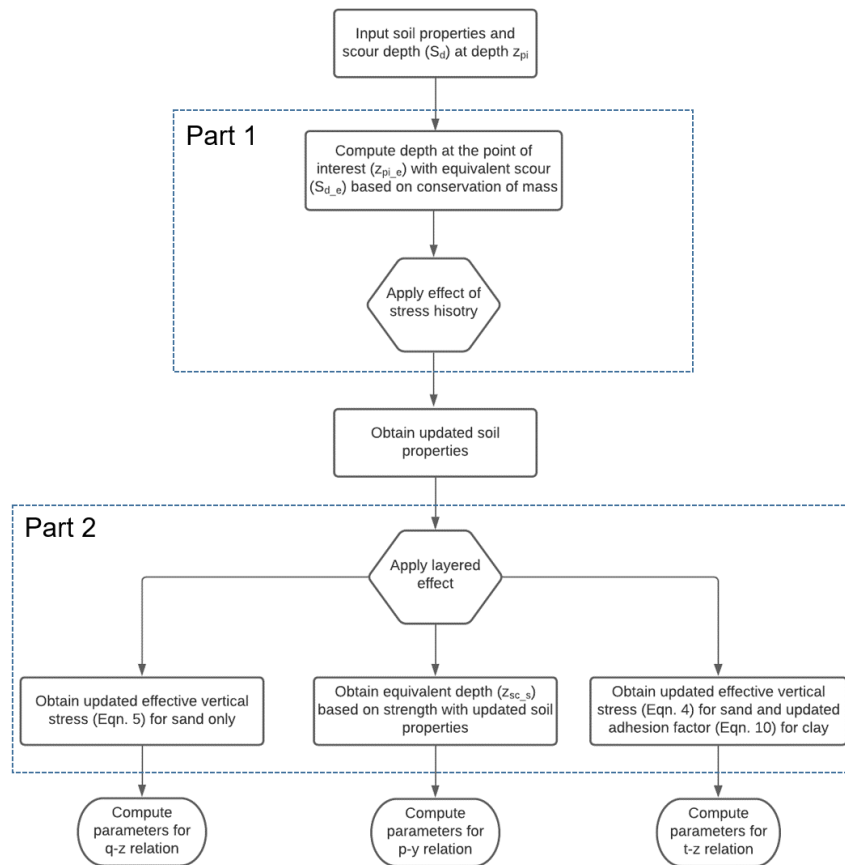 Input soil properties and
scour depth (Sd) at depth zpi
Part 1
Compute depth at the point of
interest (zpi_e) with equivalent scour
(Sd_e) based on conservation of mass
Apply effect of
stress hisotry
Obtain updated soil
properties
Part 2
Apply layered
effect
Obtain updated effective vertical
stress (Eqn. 5) for sand only
Obtain equivalent depth (zsc_s)
based on strength with updated soil
properties
Obtain updated effective vertical
stress (Eqn. 4) for sand and updated
adhesion factor (Eqn. 10) for clay
Compute
parameters for
q-z relation
Compute
parameters for
p-y relation
Compute
parameters for
t-z relation